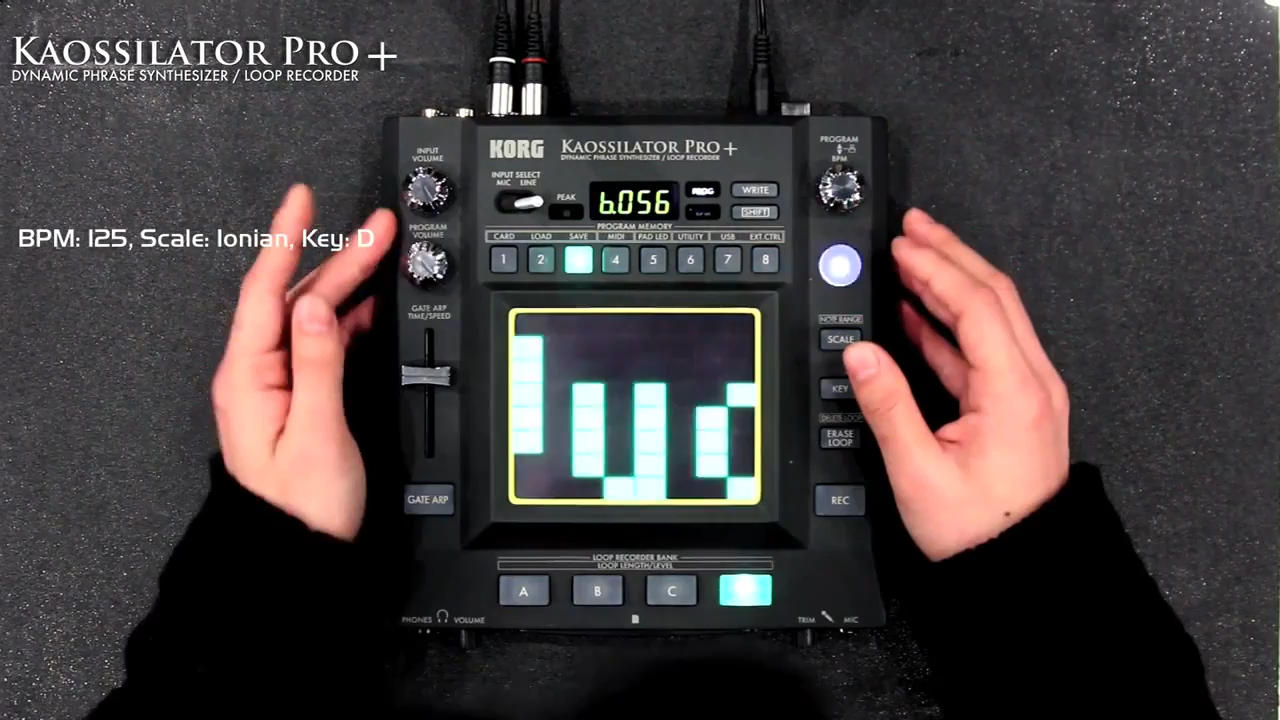 KAOSSILATOR PRO+
DYNAMIC PHRASE SYNTHESIZER / LOOP RECORDER
BPM: 125, Scale: Ionian, Key: D
KORG
KAOSSILATOR PRO+
DYNAMIC PHRASE SYNTHESIZER / LOOP RECORDER
INPUT VOLUME
INPUT SELECT
MIC LINE
PEAK
b.056
PROG
WRITE
SHIFT
PROGRAM
BPM
PROGRAM VOLUME
PROGRAM MEMORY
CARD LOAD SAVE MIDI PAD LED UTILITY USB EXT.CTRL
1 2 3 4 5 6 7 8
GATE ARP
TIME/SPEED
NOTE RANGE
SCALE
KEY
DELETE LOOP
ERASE LOOP
GATE ARP
REC
LOOP RECORDER BANK
LOOP LENGTH/LEVEL
A B C
PHONES VOLUME
TRIM MIC